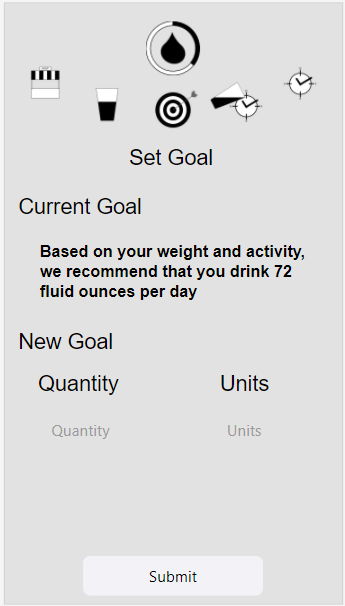 Set Goal
Current Goal
Based on your weight and activity,
we recommend that you drink 72
fluid ounces per day
New Goal
Quantity Units
Quantity Units
Submit